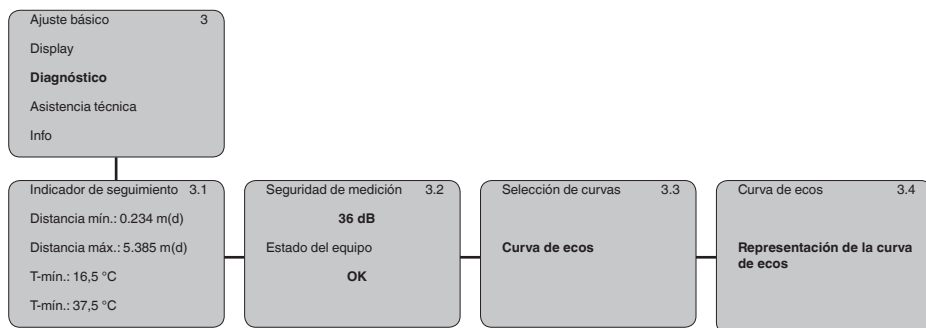 Ajuste básico 3
Display
Diagnóstico
Asistencia técnica
Info
Indicador de seguimiento 3.1
Distancia mín.: 0.234 m(d)
Distancia máx.: 5.385 m(d)
T-mín.: 16,5 °C
T-mín.: 37,5 °C
Seguridad de medición 3.2
36 dB
Estado del equipo
OK
Selección de curvas 3.3
Curva de ecos
Curva de ecos 3.4
Representación de la curva
de ecos